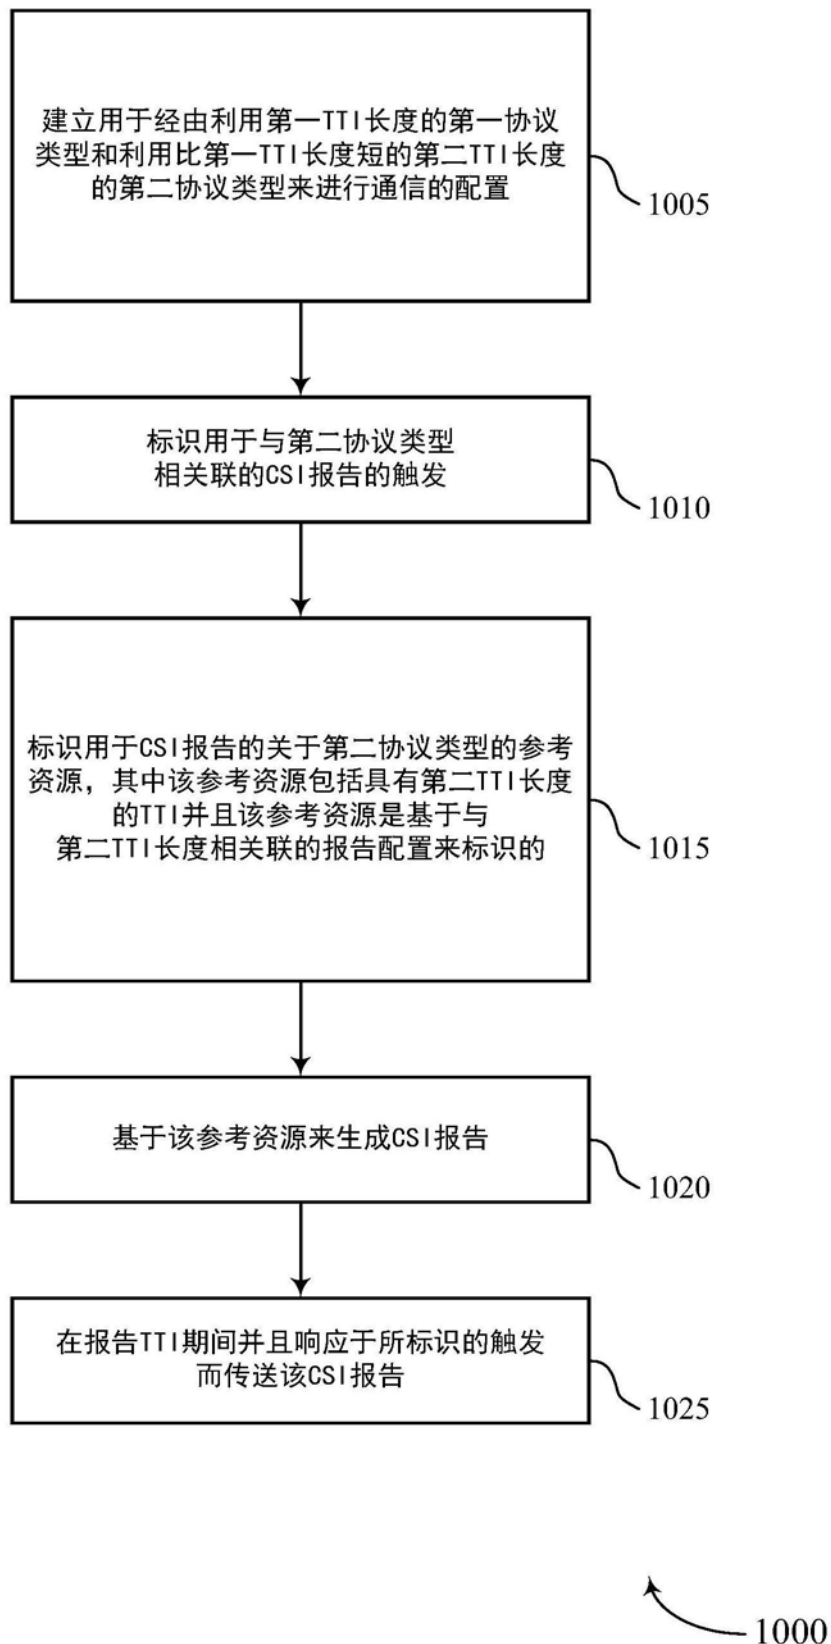 建立用于经由利用第一TTI长度的第一协议
类型和利用比第一TTI长度短的第二TTI长度
的第二协议类型来进行通信的配置
1005
标识用于与第二协议类型
相关联的CSI报告的触发
1010
标识用于CSI报告的关于第二协议类型的参考
资源，其中该参考资源包括具有第二TTI长度
的TTI并且该参考资源是基于与
第二TTI长度相关联的报告配置来标识的
1015
基于该参考资源来生成CSI报告
1020
在报告TTI期间并且响应于所标识的触发
而传送该CSI报告
1025
1000